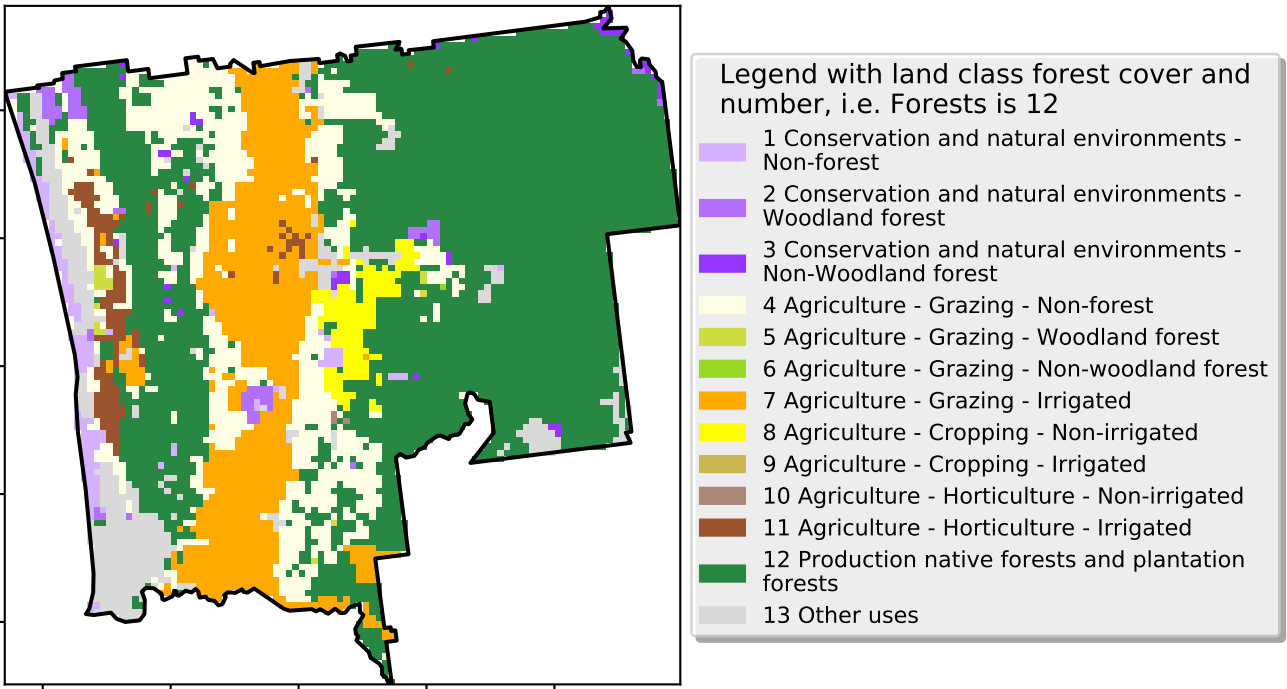 Legend with land class forest cover and
number, i.e. Forests is 12
1 Conservation and natural environments -
Non-forest
2 Conservation and natural environments -
Woodland forest
3 Conservation and natural environments -
Non-Woodland forest
4 Agriculture - Grazing - Non-forest
5 Agriculture - Grazing - Woodland forest
6 Agriculture - Grazing - Non-woodland forest
7 Agriculture - Grazing - Irrigated
8 Agriculture - Cropping - Non-irrigated
9 Agriculture - Cropping - Irrigated
10 Agriculture - Horticulture - Non-irrigated
11 Agriculture - Horticulture - Irrigated
12 Production native forests and plantation
forests
13 Other uses